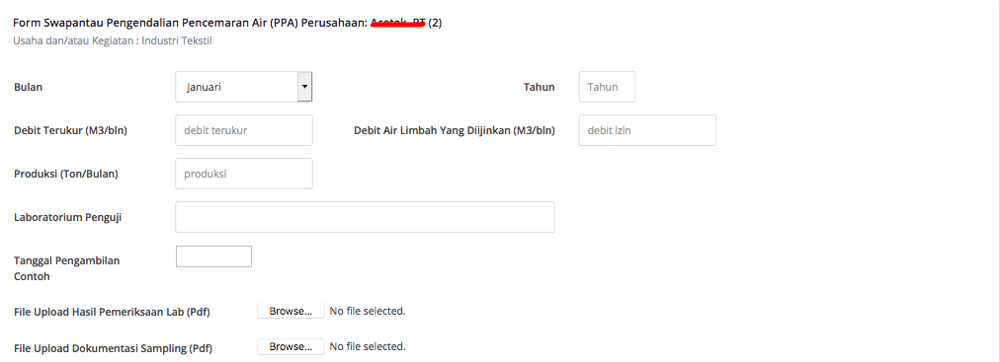 Form Swapantau Pengendalian Pencemaran Air (PPA) Perusahaan: (2)
Usaha dan/atau Kegiatan : Industri Tekstil
Bulan Januari Tahun Tahun
Debit Terukur (M3/bln) debit terukur Debit Air Limbah Yang Diijinkan (M3/bln) debit izin
Produksi (Ton/Bulan) produksi
Laboratorium Penguji
Tanggal Pengambilan
Contoh
File Upload Hasil Pemeriksaan Lab (Pdf) Browse... No file selected.
File Upload Dokumentasi Sampling (Pdf) Browse... No file selected.